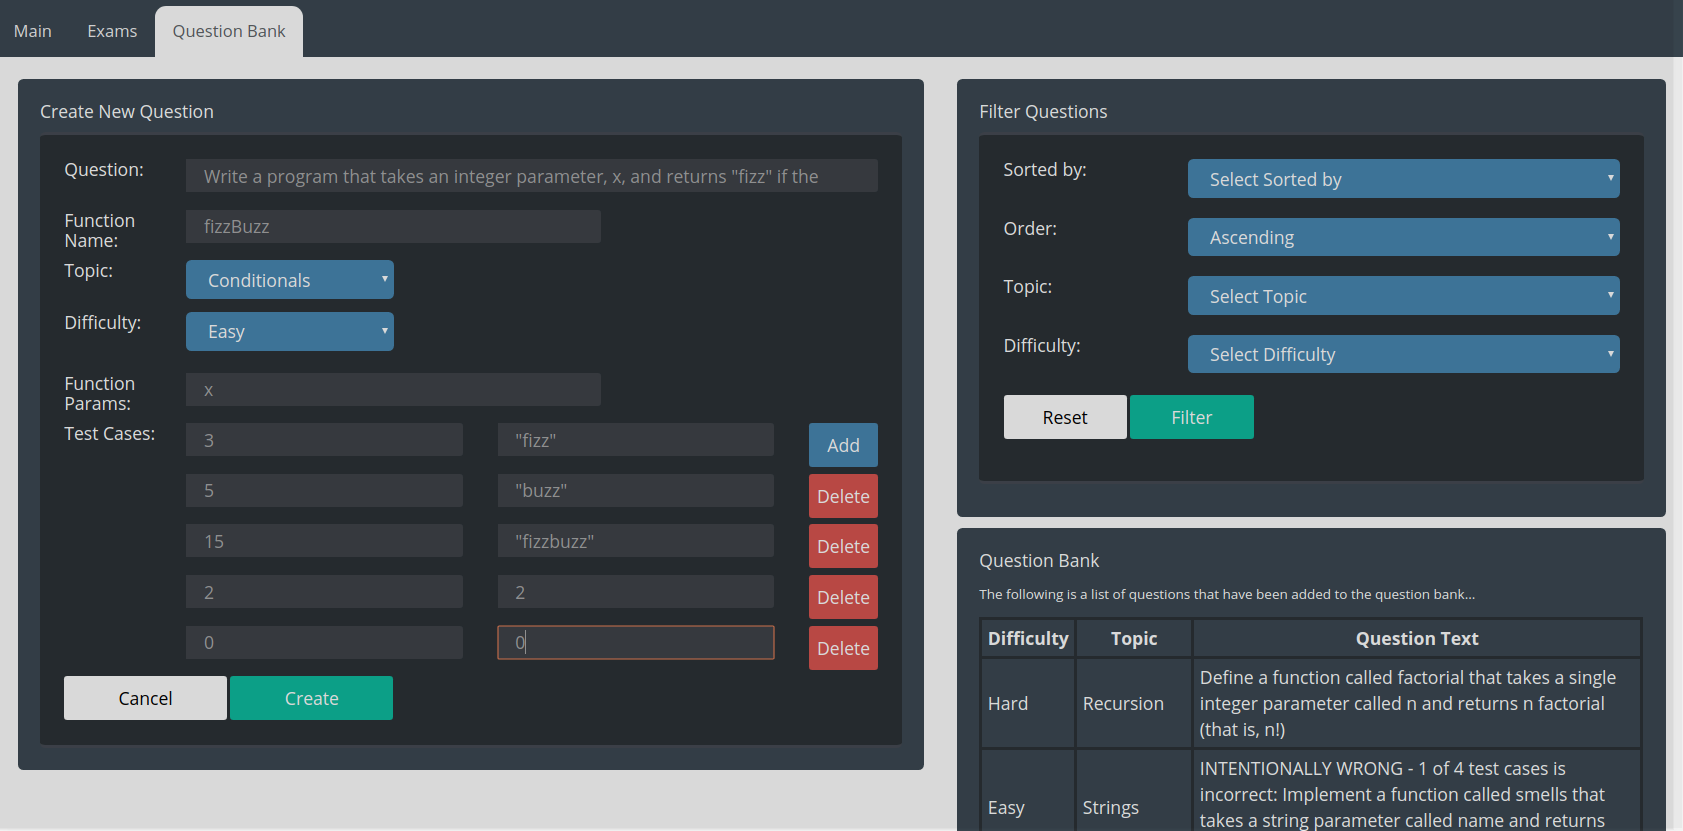 Main Exams Question Bank
Create New Question
Question: Write a program that takes an integer parameter, x, and returns "fizz" if the
Function
Name: fizzBuzz
Topic: Conditionals
Difficulty: Easy
Function
Params: x
Test Cases: 3 "fizz" Add
5 "buzz" Delete
15 "fizzbuzz" Delete
2 2 Delete
0 0 Delete
Cancel Create
Filter Questions
Sorted by: Select Sorted by
Order: Ascending
Topic: Select Topic
Difficulty: Select Difficulty
Reset Filter
Question Bank
The following is a list of questions that have been added to the question bank...
Difficulty Topic Question Text
Hard Recursion Define a function called factorial that takes a single
integer parameter called n and returns n factorial
(that is, n!)
Easy Strings INTENTIONALLY WRONG - 1 of 4 test cases is
incorrect: Implement a function called smells that
takes a string parameter called name and returns